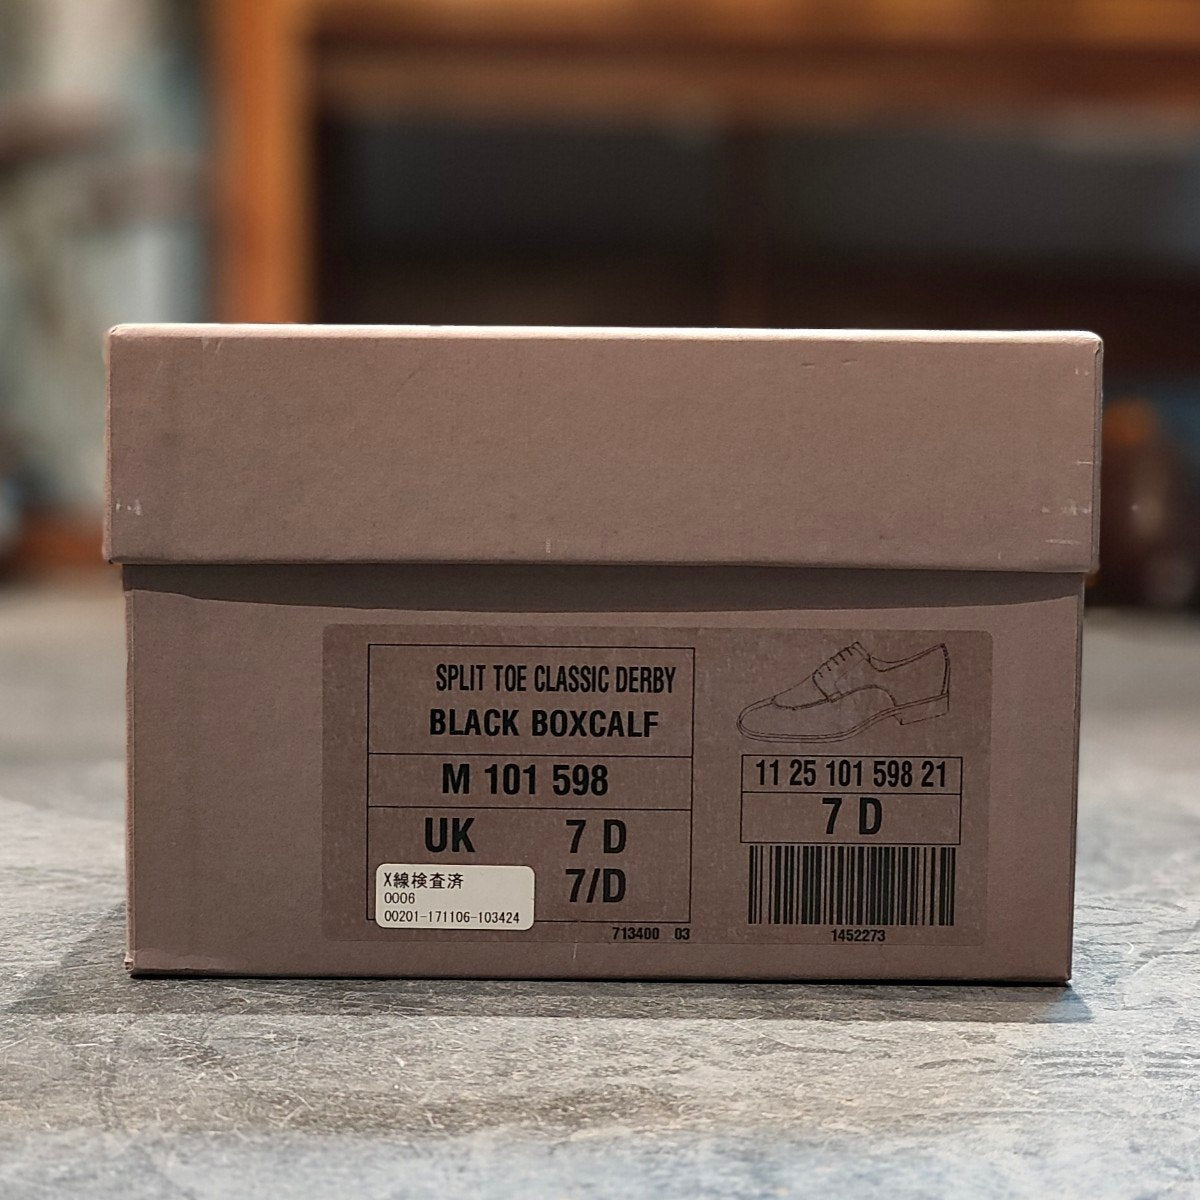 SPLIT TOE CLASSIC DERBY
BLACK BOXCALF
M 101 598
UK 7 D
7/D
X線検査済
0006
00201-171106-103424
713400 03
11 25 101 598 21
7 D
1452273